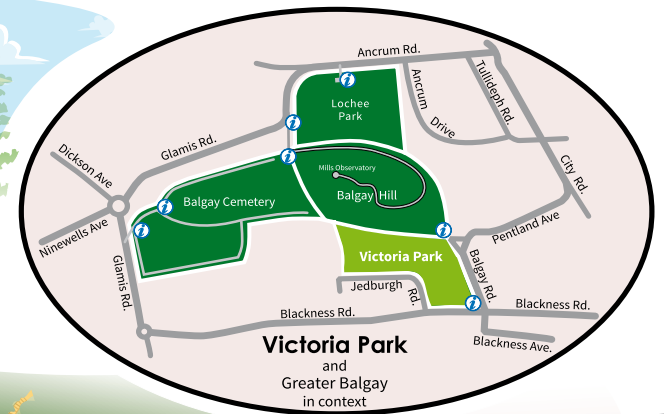 Ancrum Rd.
Lochee
Park
Ancrum
Drive
Tullideph Rd.
City Rd.
Glamis Rd.
Dickson Ave
Ninewells Ave
Mills Observatory
Balgay Hill
Balgay Cemetery
Glamis Rd.
Victoria Park
Pentland Ave
Balgay Rd.
Jedburgh
Rd.
Blackness Rd.
Blackness Rd.
Blackness Ave.
Victoria Park
and
Greater Balgay
in context
i
i
i
i
i
i
i